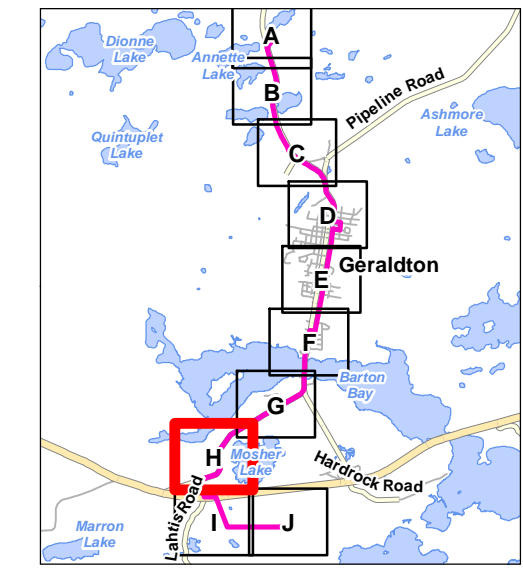 A
Dionne
Lake
Annette
Lake
B
Pipeline Road
Ashmore
Lake
Quintuplet
Lake
C
D
Geraldton
E
F
Barton
Bay
G
H
Mosher
Lake
Hardrock Road
Lahtis Road
I
J
Marron
Lake